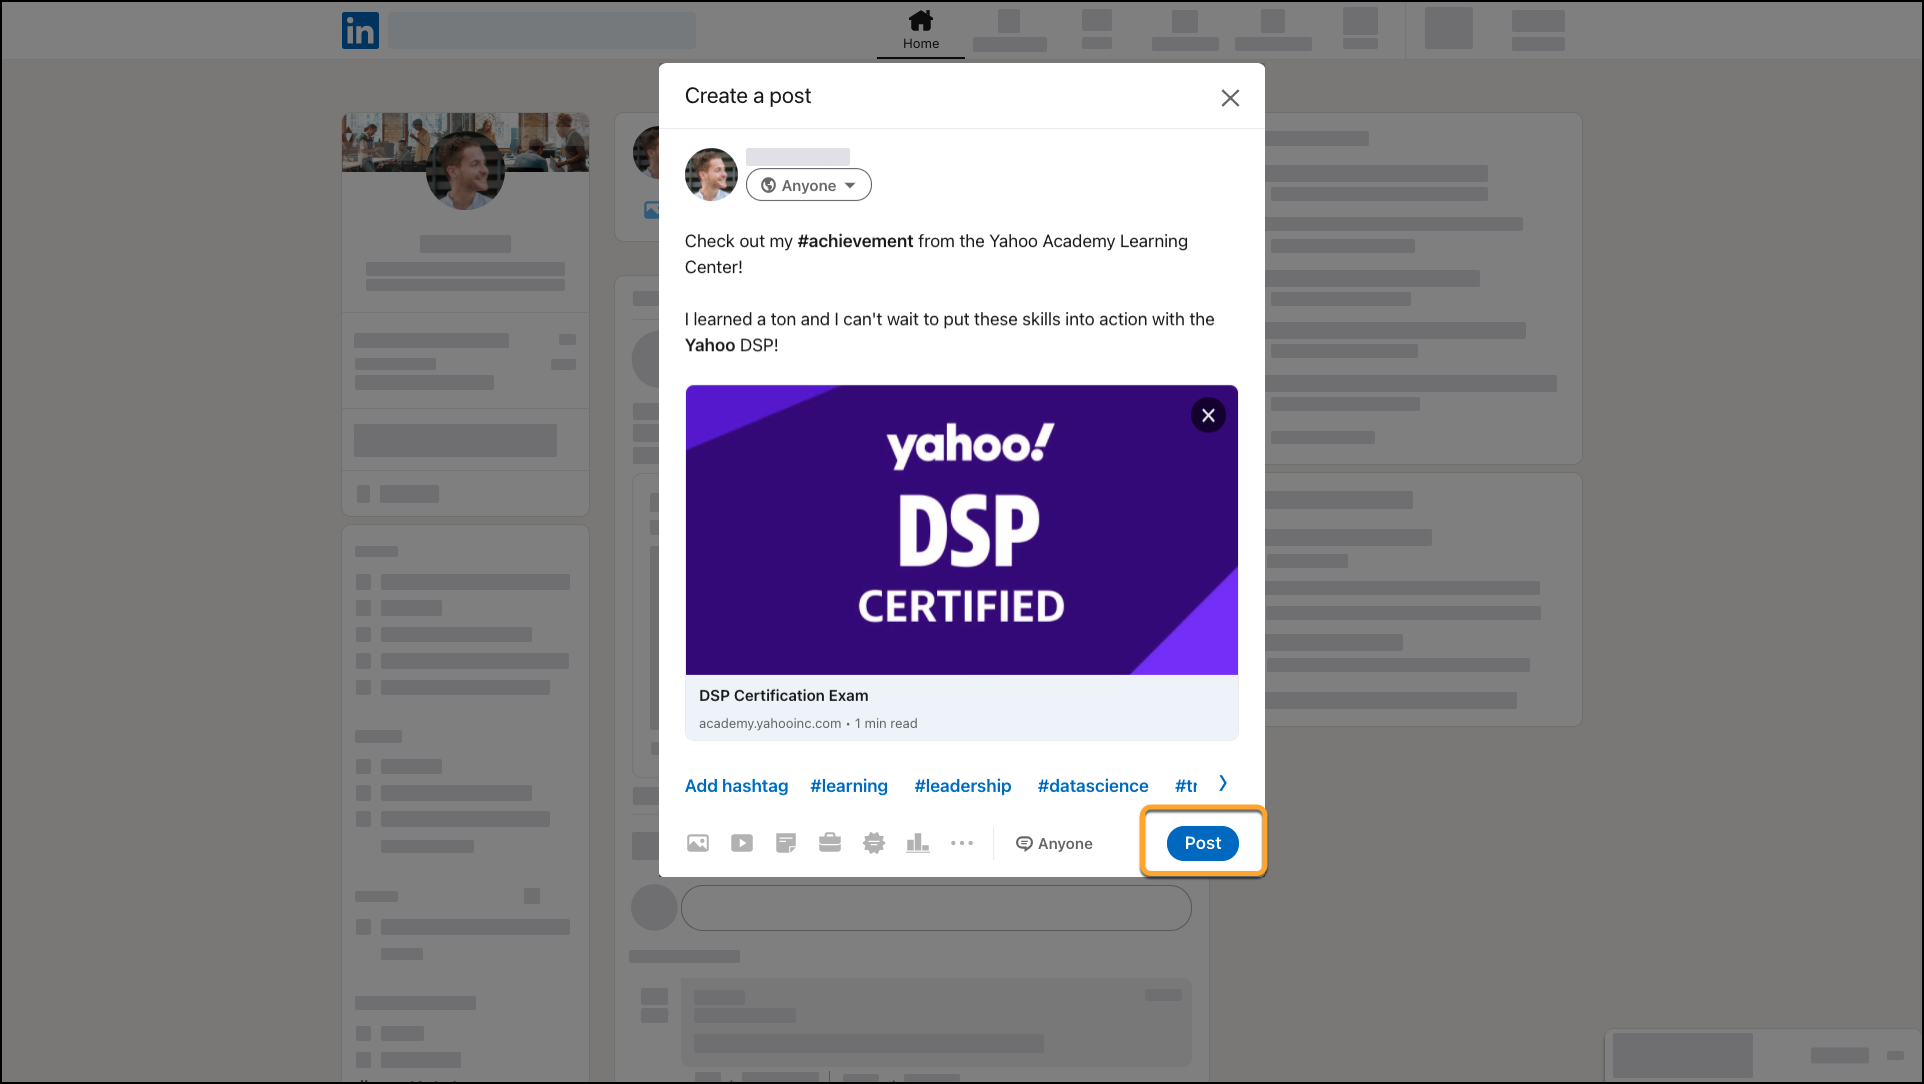 in
Home
Create a post
Anyone
Check out my #achievement from the Yahoo Academy Learning
Center!
I learned a ton and I can't wait to put these skills into action with the
Yahoo DSP!
yahoo!
DSP
CERTIFIED
DSP Certification Exam
academy.yahooinc.com • 1 min read
Add hashtag #learning #leadership #datascience #tr
Anyone
Post